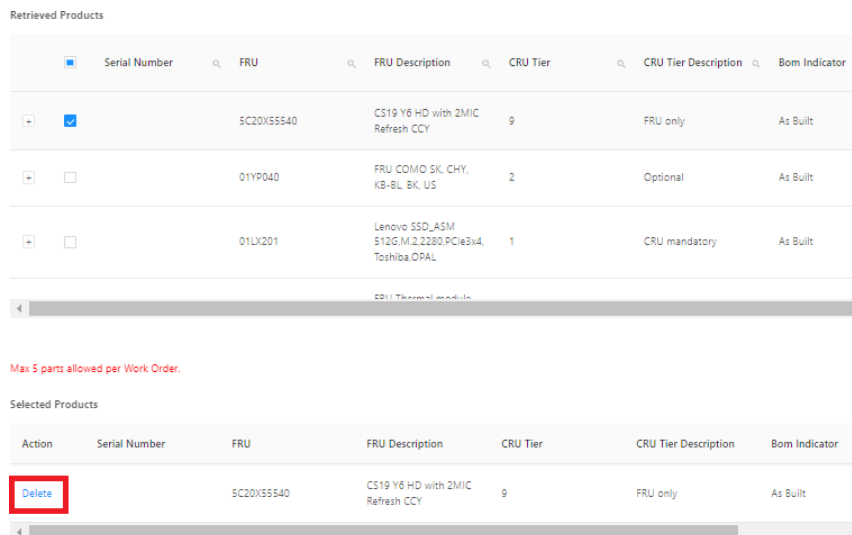 Retrieved Products
Serial Number FRU FRU Description CRU Tier CRU Tier Description Bom Indicator
5C20X55540 CS19 Y6 HD with 2MIC Refresh CCY 9 FRU only As Built
01YP040 FRU COMO SK, CHY, KB-BL, BK, US 2 Optional As Built
01LX201 Lenovo SSD_ASM 512G,M.2,2280,PCIe3x4, Toshiba,OPAL 1 CRU mandatory As Built
FRU Thermal module
Max 5 parts allowed per Work Order.
Selected Products
Action Serial Number FRU FRU Description CRU Tier CRU Tier Description Bom Indicator
Delete 5C20X55540 CS19 Y6 HD with 2MIC Refresh CCY 9 FRU only As Built